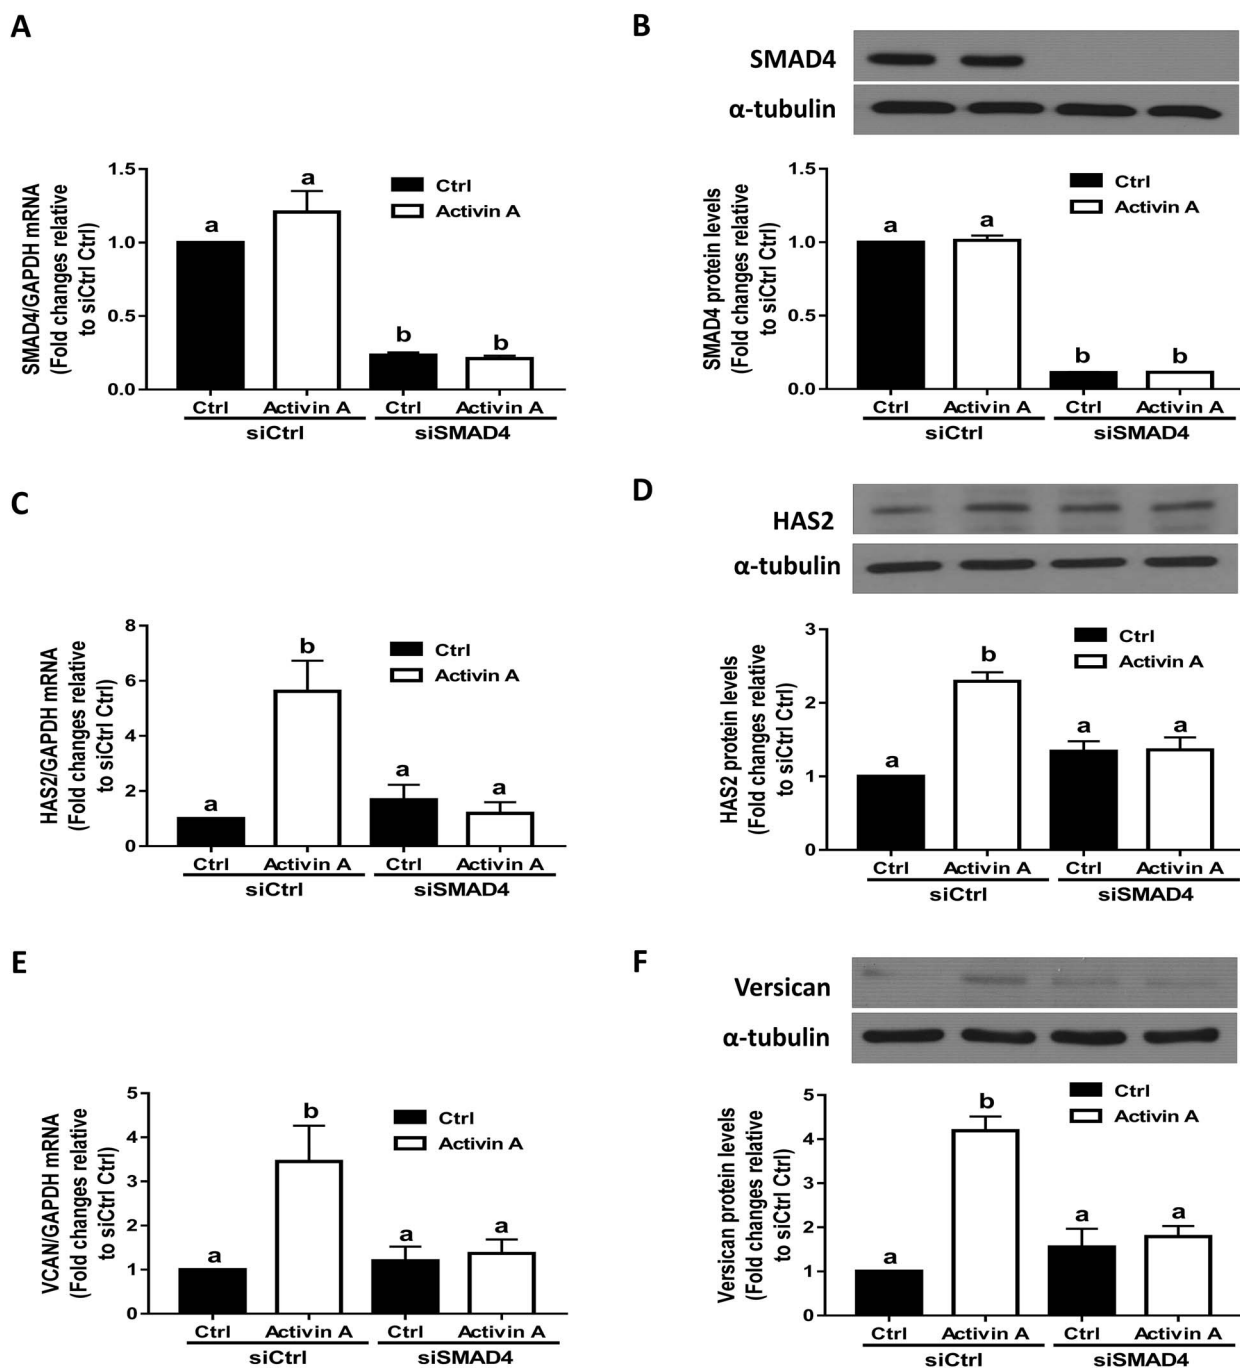 A
SMAD4/GAPDH mRNA
(Fold changes relative
to siCtrl Ctrl)
1.5
1.0
0.5
0.0
a
a
b
b
Ctrl
Activin A
Ctrl
Activin A
Ctrl
Activin A
siCtrl
siSMAD4
B
SMAD4
α-tubulin
SMAD4 protein levels
(Fold changes relative
to siCtrl Ctrl)
1.5
1.0
0.5
0.0
a
a
b
b
Ctrl
Activin A
Ctrl
Activin A
Ctrl
Activin A
siCtrl
siSMAD4
C
HAS2/GAPDH mRNA
(Fold changes relative
to siCtrl Ctrl)
8
6
4
2
0
a
b
a
a
Ctrl
Activin A
Ctrl
Activin A
Ctrl
Activin A
siCtrl
siSMAD4
D
HAS2
α-tubulin
HAS2 protein levels
(Fold changes relative
to siCtrl Ctrl)
3
2
1
0
a
b
a
a
Ctrl
Activin A
Ctrl
Activin A
Ctrl
Activin A
siCtrl
siSMAD4
E
VCAN/GAPDH mRNA
(Fold changes relative
to siCtrl Ctrl)
5
4
3
2
1
0
a
b
a
a
Ctrl
Activin A
Ctrl
Activin A
Ctrl
Activin A
siCtrl
siSMAD4
F
Versican
α-tubulin
Versican protein levels
(Fold changes relative
to siCtrl Ctrl)
5
4
3
2
1
0
a
b
a
a
Ctrl
Activin A
Ctrl
Activin A
Ctrl
Activin A
siCtrl
siSMAD4